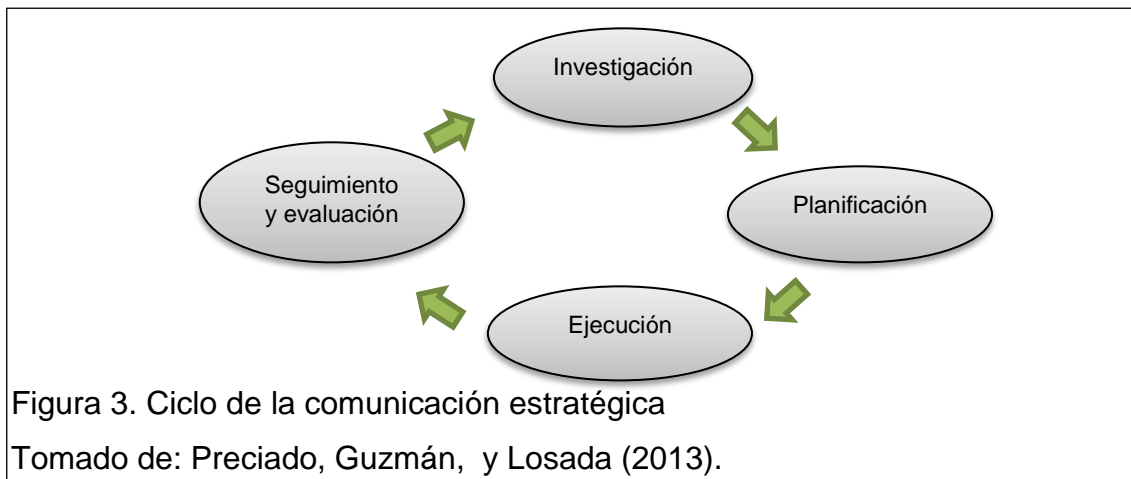 Investigación
Planificación
Ejecución
Seguimiento
y evaluación
Figura 3. Ciclo de la comunicación estratégica
Tomado de: Preciado, Guzmán, y Losada (2013).